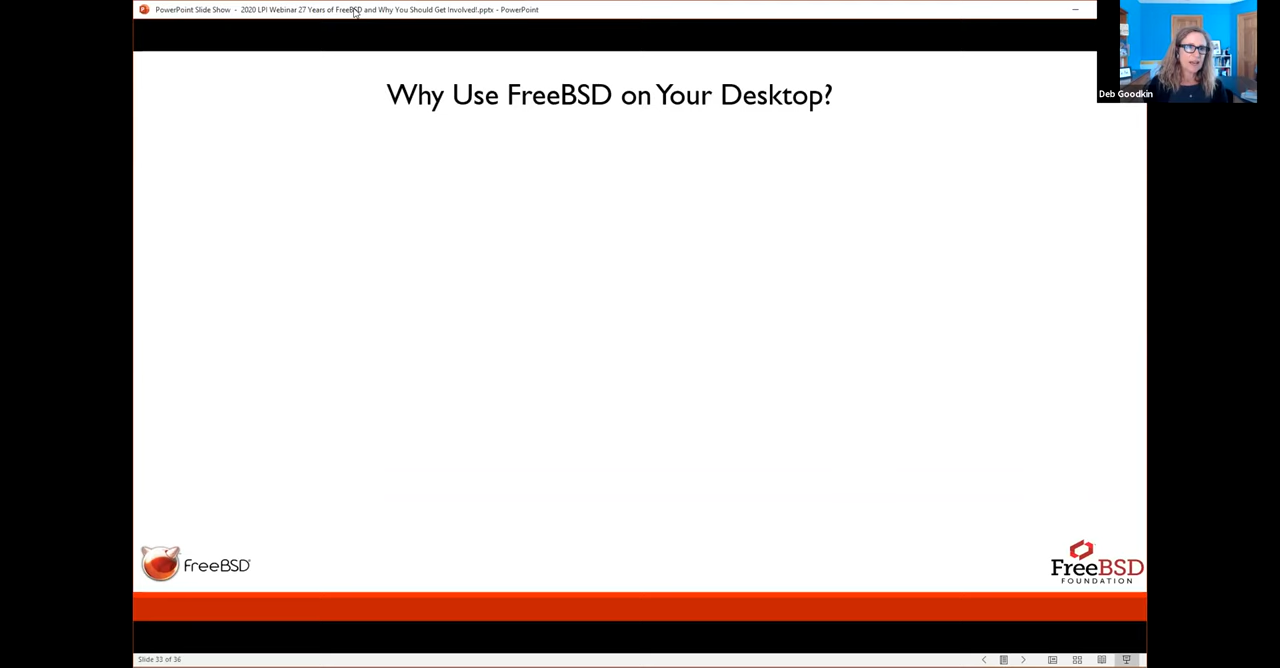 PowerPoint Slide Show - 2020 LPI Webinar 27 Years of FreeBSD and Why You Should Get Involved!.pptx - PowerPoint
Deb Goodkin
Why Use FreeBSD on Your Desktop?
FreeBSD
FreeBSD
FOUNDATION
Slide 33 of 36